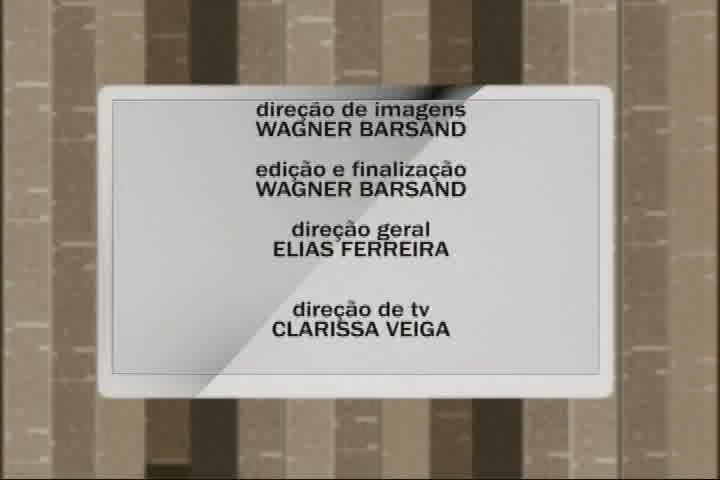 direção de imagens
WAGNER BARSAND
edição e finalização
WAGNER BARSAND
direção geral
ELIAS FERREIRA
direção de tv
CLARISSA VEIGA